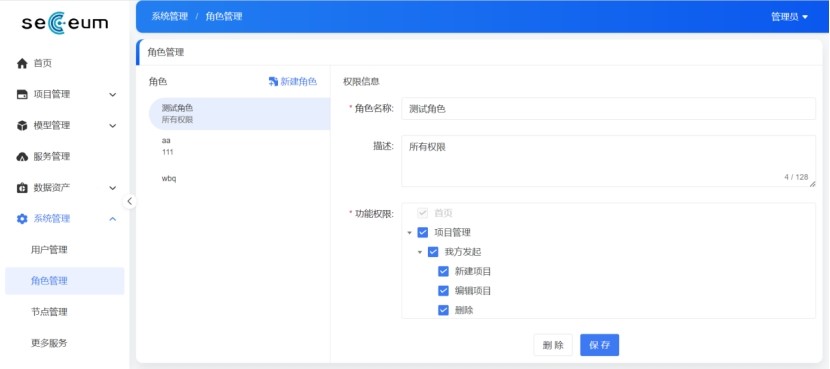 seCeum
系统管理 / 角色管理
管理员
首页
项目管理
模型管理
服务管理
数据资产
系统管理
用户管理
角色管理
节点管理
更多服务
角色管理
角色
新建角色
测试角色
所有权限
aa
111
wbq
权限信息
* 角色名称:
测试角色
描述:
所有权限
4 / 128
* 功能权限:
首页
项目管理
我方发起
新建项目
编辑项目
删除
删 除
保 存